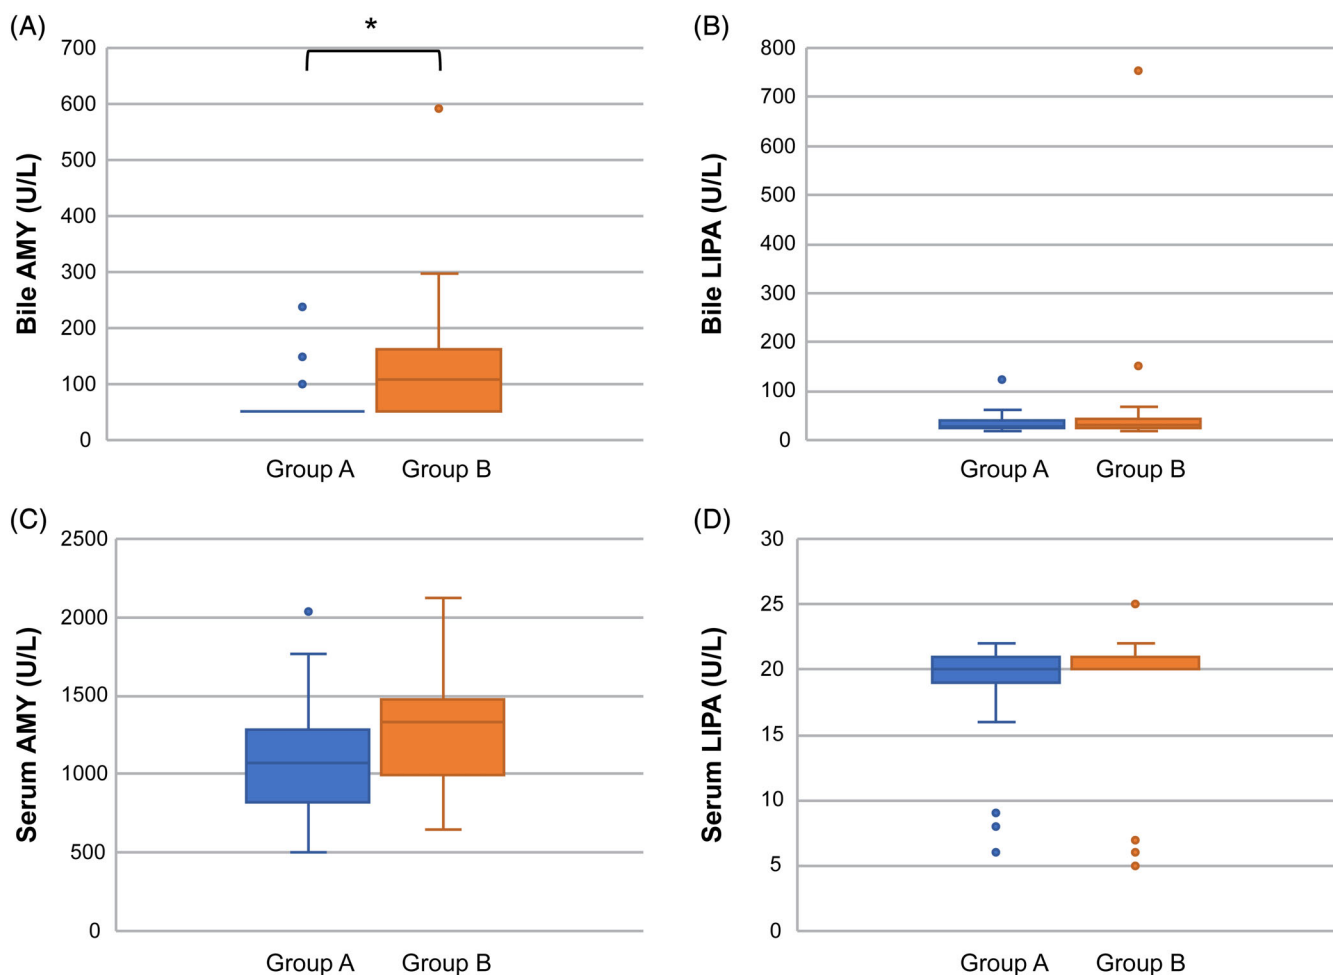 (A)
*
700
600
500
400
300
200
100
0
Bile AMY (U/L)
Group A
Group B
(B)
800
700
600
500
400
300
200
100
0
Bile LIPA (U/L)
Group A
Group B
(C)
2500
2000
1500
1000
500
0
Serum AMY (U/L)
Group A
Group B
(D)
30
25
20
15
10
5
0
Serum LIPA (U/L)
Group A
Group B